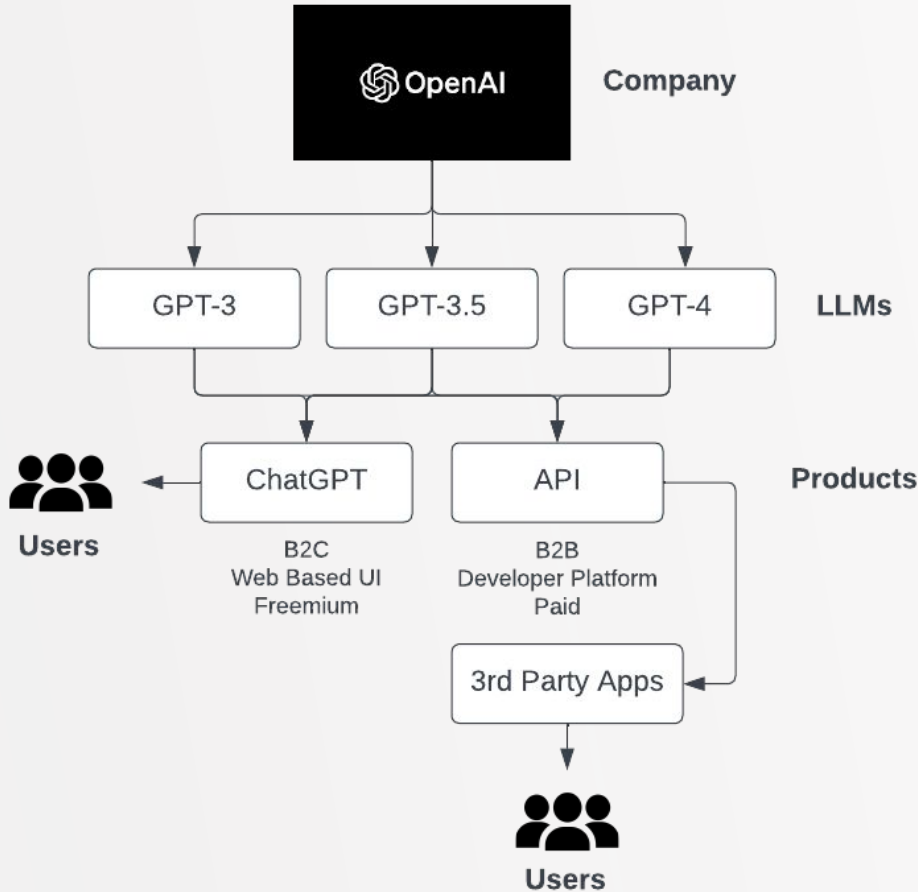 OpenAI
Company
GPT-3
GPT-3.5
GPT-4
LLMs
ChatGPT
API
Products
Users
B2C
Web Based UI
Freemium
B2B
Developer Platform
Paid
3rd Party Apps
Users